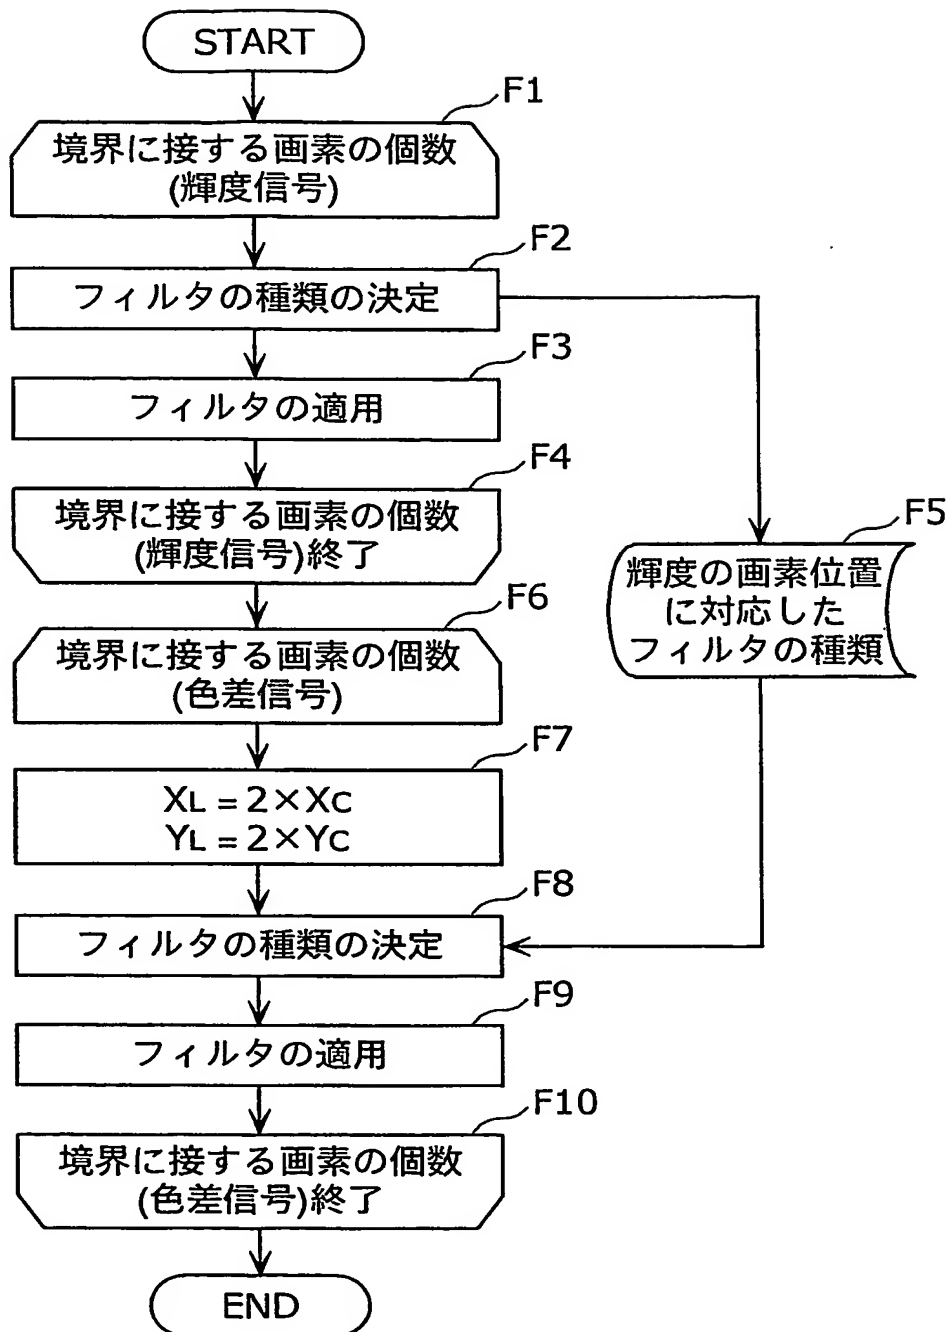 START
F1
境界に接する画素の個数
(輝度信号)
F2
フィルタの種類の決定
F3
フィルタの適用
F4
境界に接する画素の個数
(輝度信号)終了
F5
輝度の画素位置
に対応した
フィルタの種類
F6
境界に接する画素の個数
(色差信号)
F7
XL = 2×XC
YL = 2×YC
F8
フィルタの種類の決定
F9
フィルタの適用
F10
境界に接する画素の個数
(色差信号)終了
END